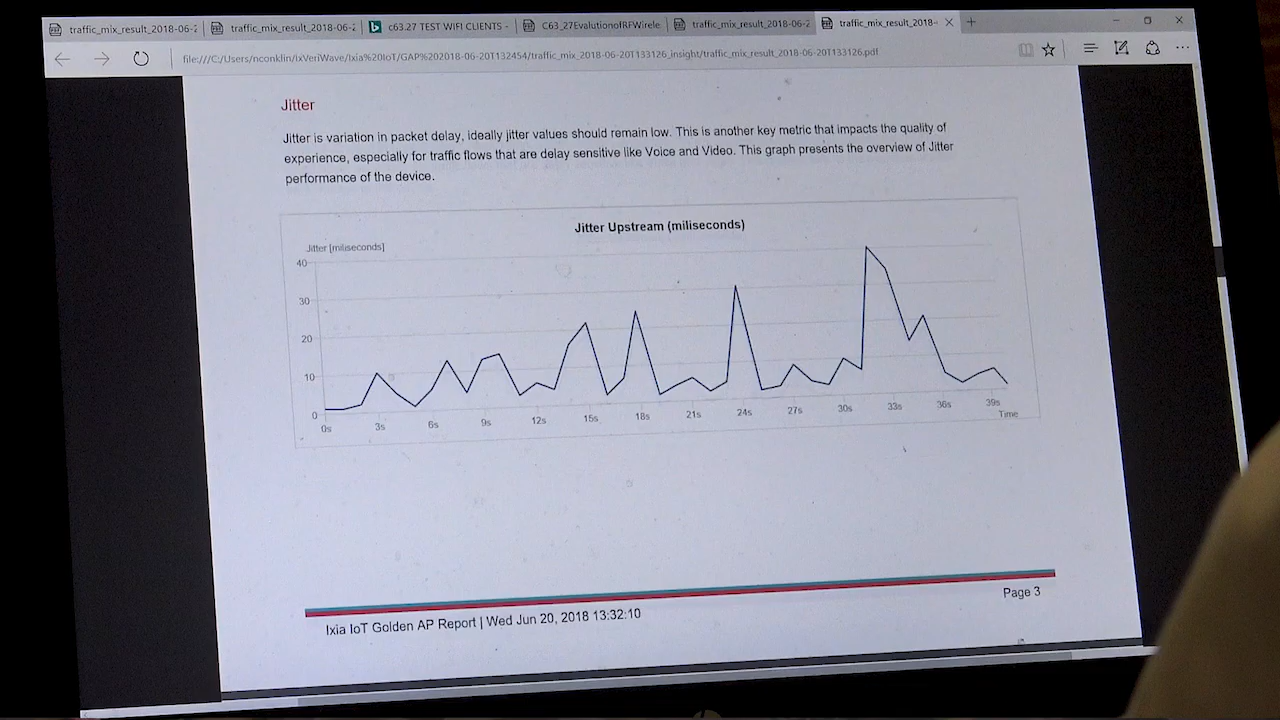 traffic_mix_result_2018-06-2
traffic_mix_result_2018-06-2
c63.27 TEST WIFI CLIENTS -
C63_27EvalutionofRFWirele
traffic_mix_result_2018-06-2
traffic_mix_result_2018-
file:///C:/Users/nconklin/IxVeriWave/Ixia%20IoT/GAP%202018-06-20T132454/traffic_mix_2018-06-20T133126_insight/traffic_mix_result_2018-06-20T133126.pdf
Jitter
Jitter is variation in packet delay, ideally jitter values should remain low. This is another key metric that impacts the quality of
experience, especially for traffic flows that are delay sensitive like Voice and Video. This graph presents the overview of Jitter
performance of the device.
Jitter Upstream (miliseconds)
Jitter [miliseconds]
40
30
20
10
0
0s 3s 6s 9s 12s 15s 18s 21s 24s 27s 30s 33s 36s 39s
Time
Page 3
Ixia IoT Golden AP Report | Wed Jun 20, 2018 13:32:10